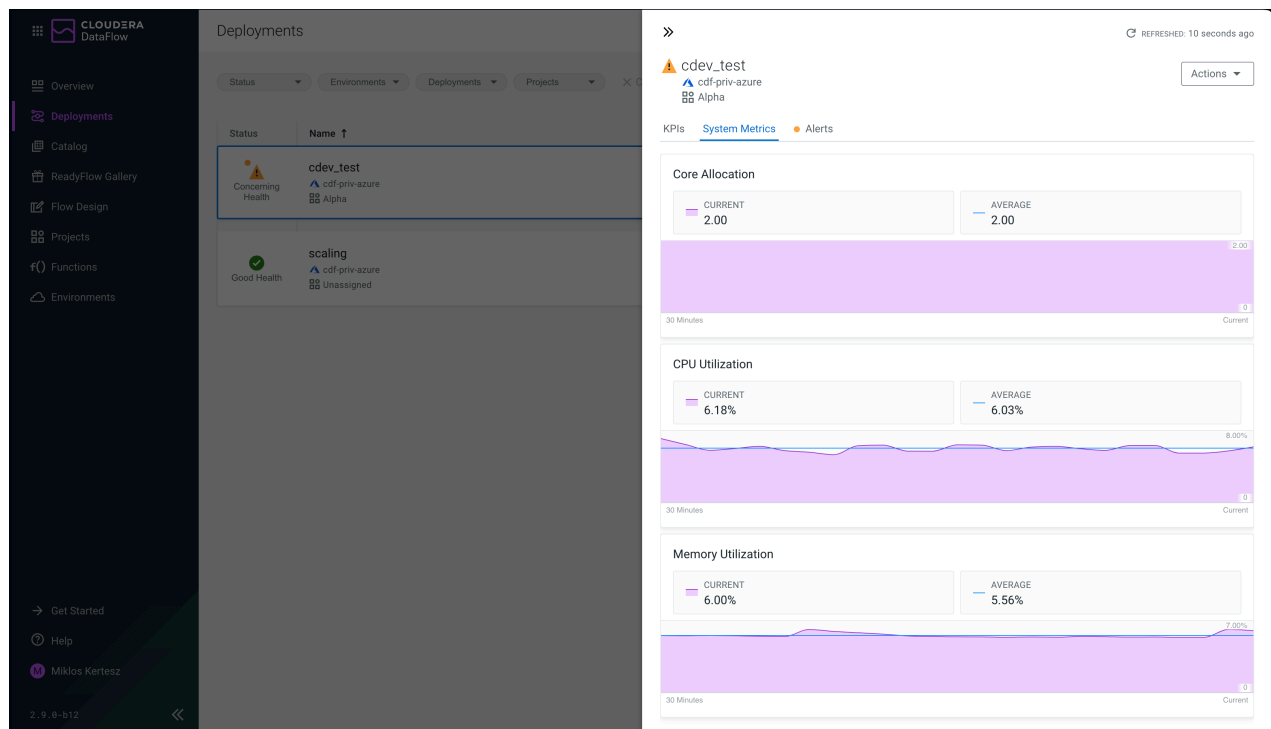 CLOUDERA
DataFlow
Overview
Deployments
Catalog
ReadyFlow Gallery
Flow Design
Projects
f() Functions
Environments
Get Started
Help
M Miklos Kertesz
2.9.0-b12
Deployments
Status
Environments
Deployments
Projects
Status
Name ↑
Concerning
Health
cdev_test
cdf-priv-azure
Alpha
Good Health
scaling
cdf-priv-azure
Unassigned
REFRESHED: 10 seconds ago
cdev_test
cdf-priv-azure
Alpha
Actions
KPIs
System Metrics
Alerts
Core Allocation
CURRENT
2.00
AVERAGE
2.00
2.00
0
30 Minutes
Current
CPU Utilization
CURRENT
6.18%
AVERAGE
6.03%
8.00%
0
30 Minutes
Current
Memory Utilization
CURRENT
6.00%
AVERAGE
5.56%
7.00%
0
30 Minutes
Current